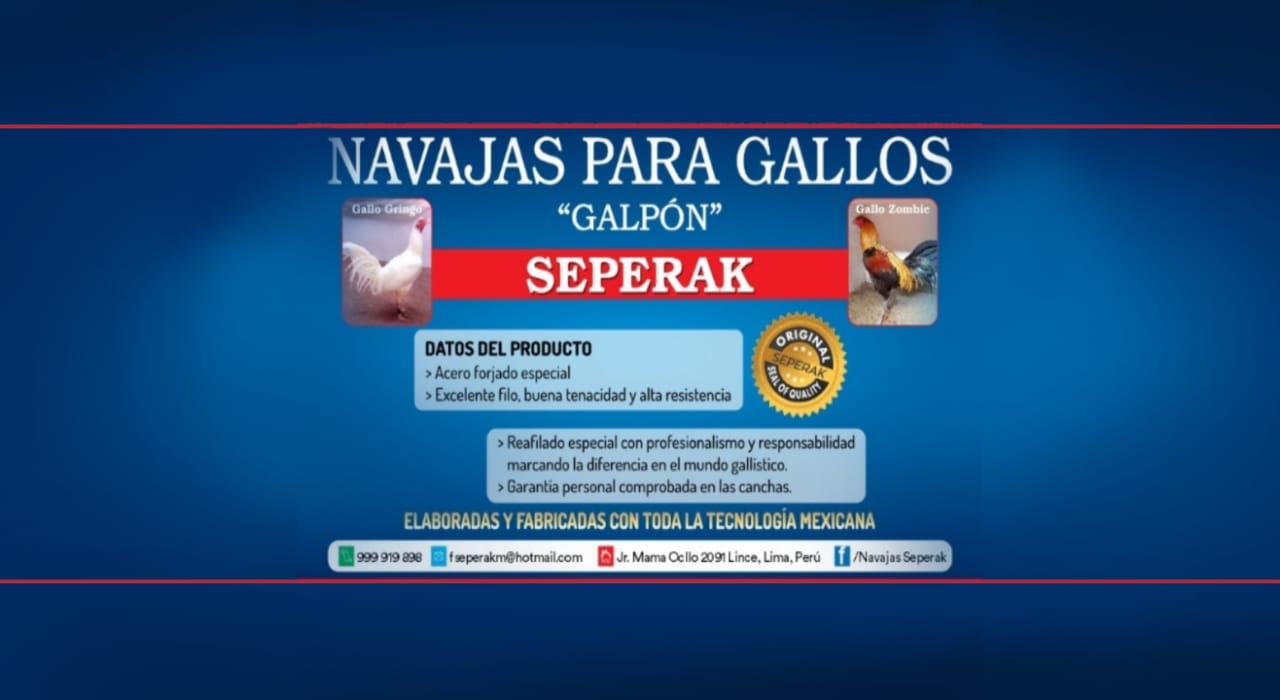 NAVAJAS PARA GALLOS
Gallo Gringo
“GALPÓN”
Gallo Zombie
SEPERAK
DATOS DEL PRODUCTO
> Acero forjado especial
> Excelente filo, buena tenacidad y alta resistencia
ORIGINAL
SEPERAK
SEAL OF QUALITY
> Reafilado especial con profesionalismo y responsabilidad
marcando la diferencia en el mundo gallístico.
> Garantia personal comprobada en las canchas.
ELABORADAS Y FABRICADAS CON TODA LA TECNOLOGÍA MEXICANA
999 919 898 fseperakm@hotmail.com Jr. Mama Ocllo 2091 Lince, Lima, Perú f /Navajas Seperak